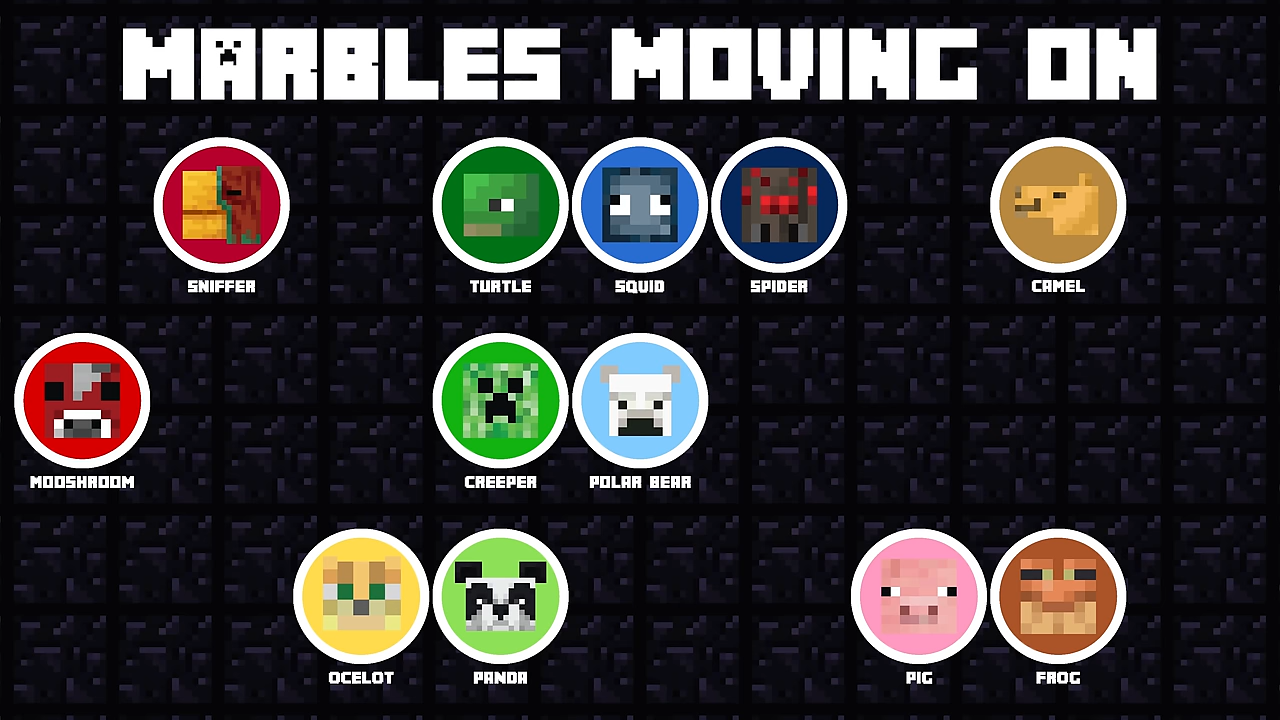 MARBLES MOVING ON
SNIFFER TURTLE SQUID SPIDER CAMEL
MOOSHROOM CREEPER POLAR BEAR
OCELOT PANDA PIG FROG